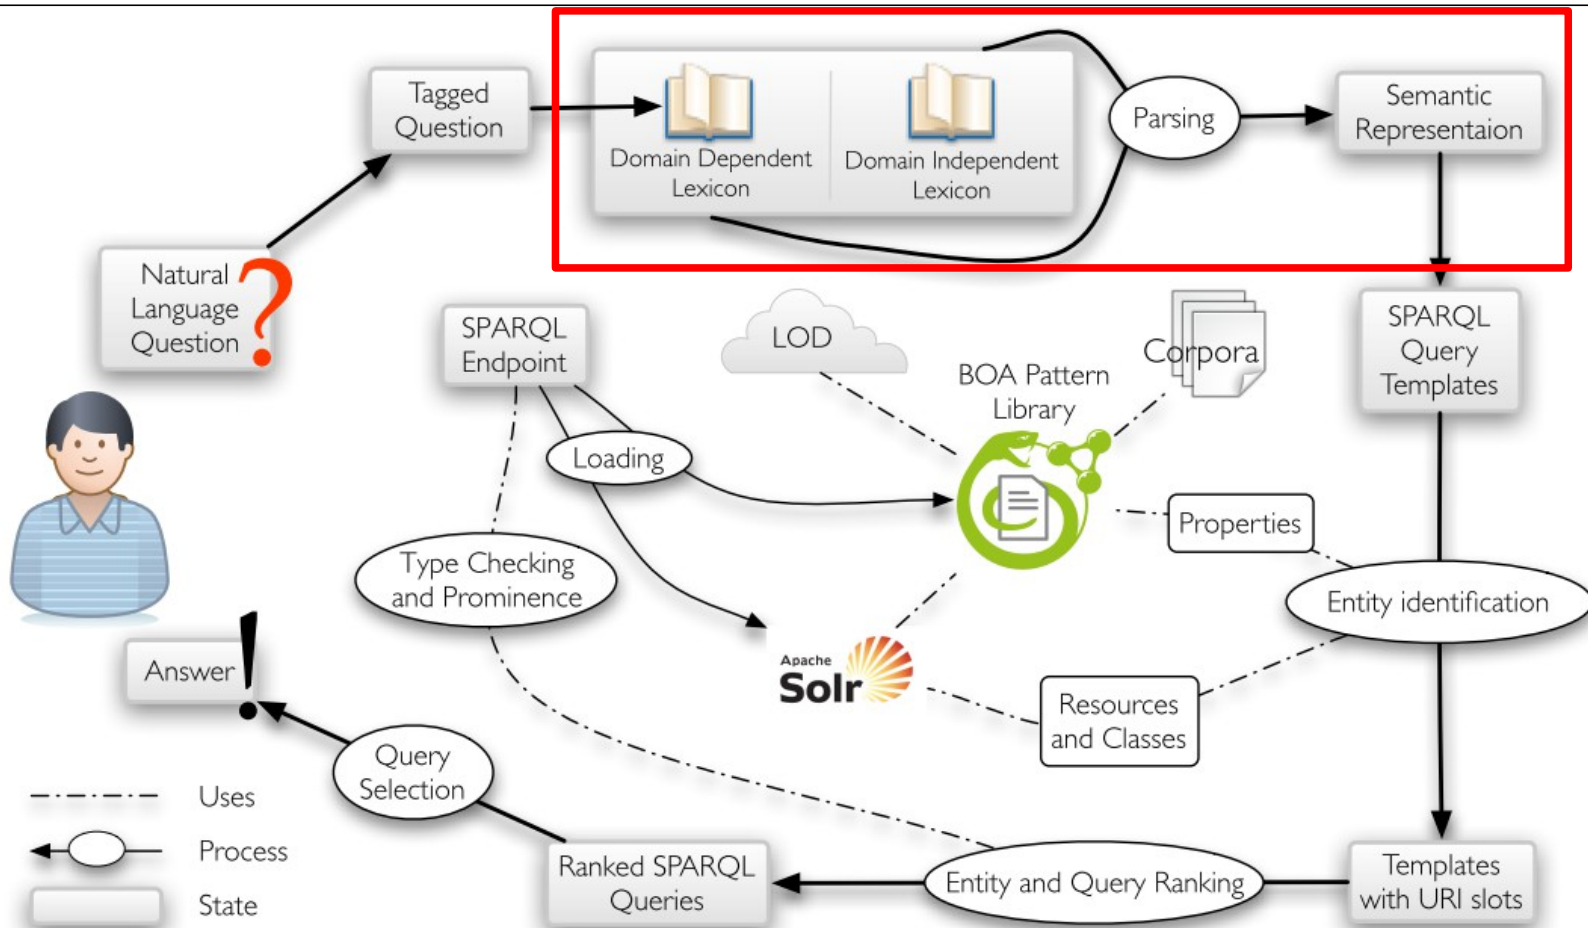 Tagged
Question
Domain Dependent
Lexicon
Domain Independent
Lexicon
Parsing
Semantic
Representaion
Natural
Language
Question
?
SPARQL
Endpoint
LOD
Corpora
BOA Pattern
Library
SPARQL
Query
Templates
Loading
Properties
Type Checking
and Prominence
Entity identification
Answer
!
Apache
Solr
Resources
and Classes
Query
Selection
Uses
Process
State
Ranked SPARQL
Queries
Entity and Query Ranking
Templates
with URI slots